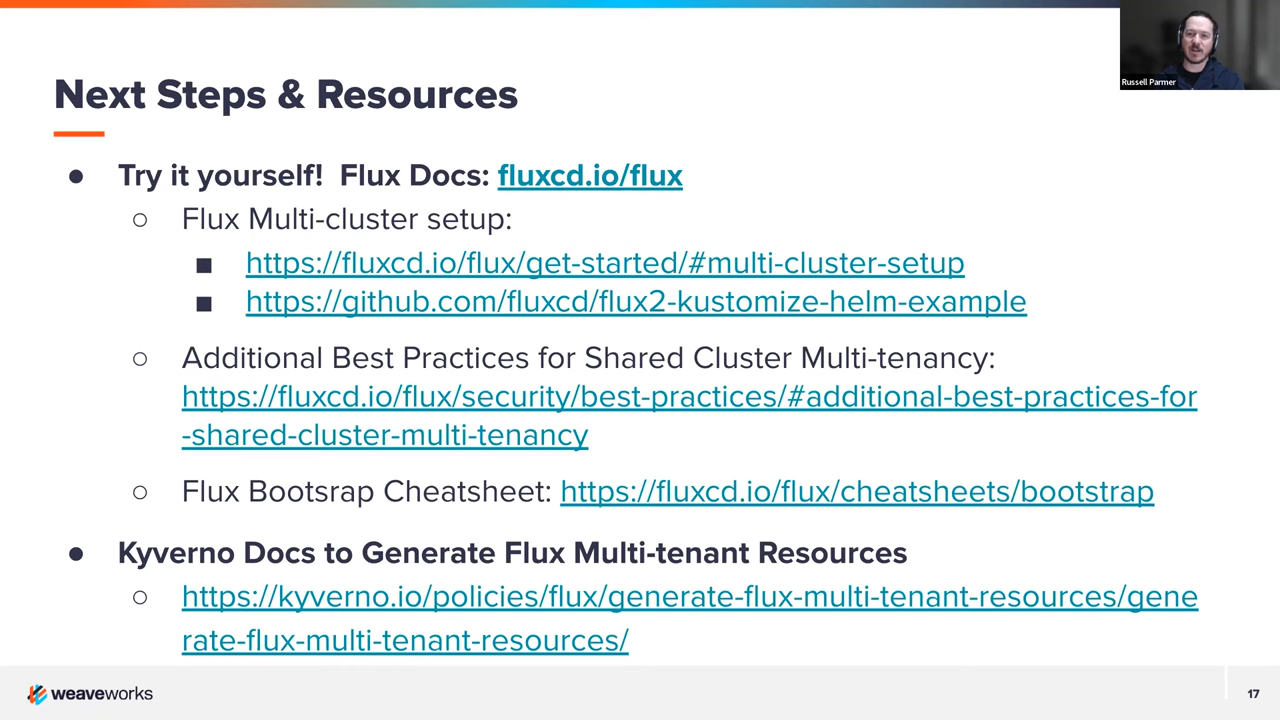 Russell Parmer
Next Steps & Resources
● Try it yourself!  Flux Docs: fluxcd.io/flux
○ Flux Multi-cluster setup:
■ https://fluxcd.io/flux/get-started/#multi-cluster-setup
■ https://github.com/fluxcd/flux2-kustomize-helm-example
○ Additional Best Practices for Shared Cluster Multi-tenancy:
https://fluxcd.io/flux/security/best-practices/#additional-best-practices-for
-shared-cluster-multi-tenancy
○ Flux Bootsrap Cheatsheet: https://fluxcd.io/flux/cheatsheets/bootstrap
● Kyverno Docs to Generate Flux Multi-tenant Resources
○ https://kyverno.io/policies/flux/generate-flux-multi-tenant-resources/gene
rate-flux-multi-tenant-resources/
weaveworks
17